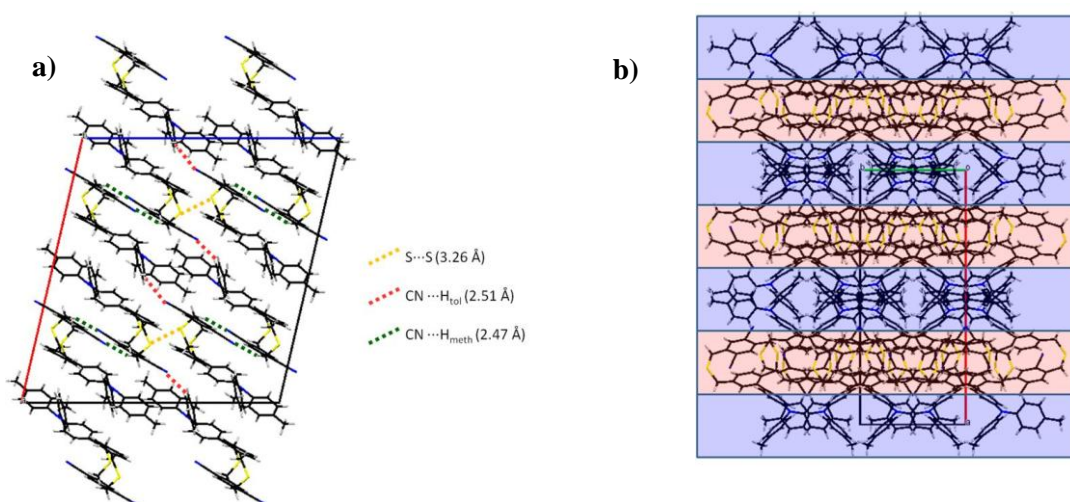 a)
b)
S···S (3.26 Å)
CN ···H_tol (2.51 Å)
CN ···H_meth (2.47 Å)